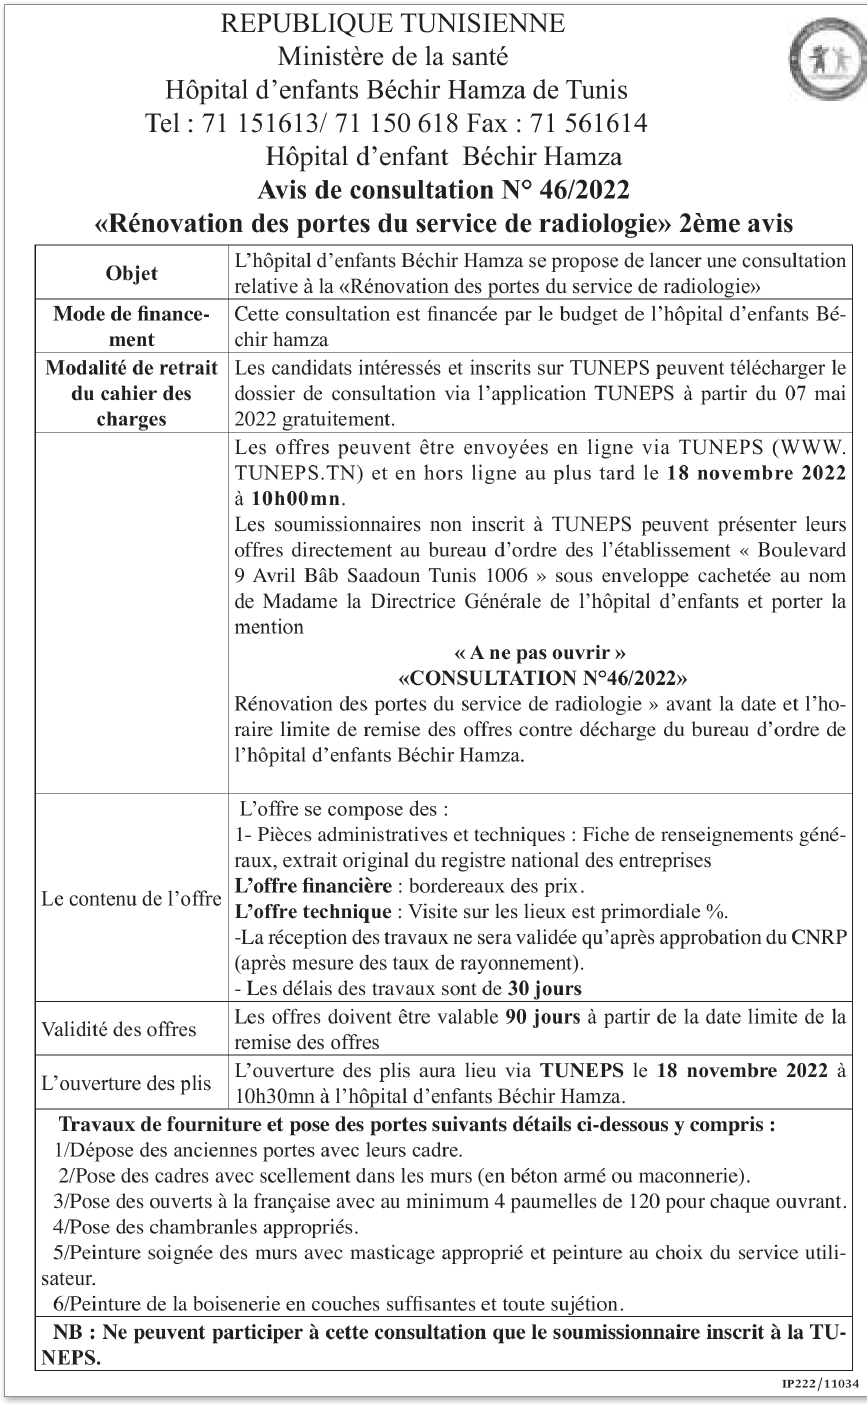 REPUBLIQUE TUNISIENNE
Ministère de la santé
Hôpital d’enfants Béchir Hamza de Tunis
Tel : 71 151613/ 71 150 618 Fax : 71 561614
Hôpital d’enfant Béchir Hamza
Avis de consultation N° 46/2022
«Rénovation des portes du service de radiologie» 2ème avis
Objet
L’hôpital d’enfants Béchir Hamza se propose de lancer une consultation
relative à la «Rénovation des portes du service de radiologie»
Mode de finance-
ment
Cette consultation est financée par le budget de l’hôpital d’enfants Bé-
chir hamza
Modalité de retrait
du cahier des
charges
Les candidats intéressés et inscrits sur TUNEPS peuvent télécharger le
dossier de consultation via l’application TUNEPS à partir du 07 mai
2022 gratuitement.
Les offres peuvent être envoyées en ligne via TUNEPS (WWW.
TUNEPS.TN) et en hors ligne au plus tard le 18 novembre 2022
à 10h00mn.
Les soumissionnaires non inscrit à TUNEPS peuvent présenter leurs
offres directement au bureau d’ordre des l’établissement « Boulevard
9 Avril Bâb Saadoun Tunis 1006 » sous enveloppe cachetée au nom
de Madame la Directrice Générale de l’hôpital d’enfants et porter la
mention
« A ne pas ouvrir »
«CONSULTATION N°46/2022»
Rénovation des portes du service de radiologie » avant la date et l’ho-
raire limite de remise des offres contre décharge du bureau d’ordre de
l’hôpital d’enfants Béchir Hamza.
Le contenu de l’offre
L’offre se compose des :
1- Pièces administratives et techniques : Fiche de renseignements géné-
raux, extrait original du registre national des entreprises
L’offre financière : bordereaux des prix.
L’offre technique : Visite sur les lieux est primordiale %.
-La réception des travaux ne sera validée qu’après approbation du CNRP
(après mesure des taux de rayonnement).
- Les délais des travaux sont de 30 jours
Validité des offres
Les offres doivent être valable 90 jours à partir de la date limite de la
remise des offres
L’ouverture des plis
L’ouverture des plis aura lieu via TUNEPS le 18 novembre 2022 à
10h30mn à l’hôpital d’enfants Béchir Hamza.
Travaux de fourniture et pose des portes suivants détails ci-dessous y compris :
1/Dépose des anciennes portes avec leurs cadre.
2/Pose des cadres avec scellement dans les murs (en béton armé ou maconnerie).
3/Pose des ouverts à la française avec au minimum 4 paumelles de 120 pour chaque ouvrant.
4/Pose des chambranles appropriés.
5/Peinture soignée des murs avec masticage approprié et peinture au choix du service utili-
sateur.
6/Peinture de la boisenerie en couches suffisantes et toute sujétion.
NB : Ne peuvent participer à cette consultation que le soumissionnaire inscrit à la TU-
NEPS.
IP222/11034